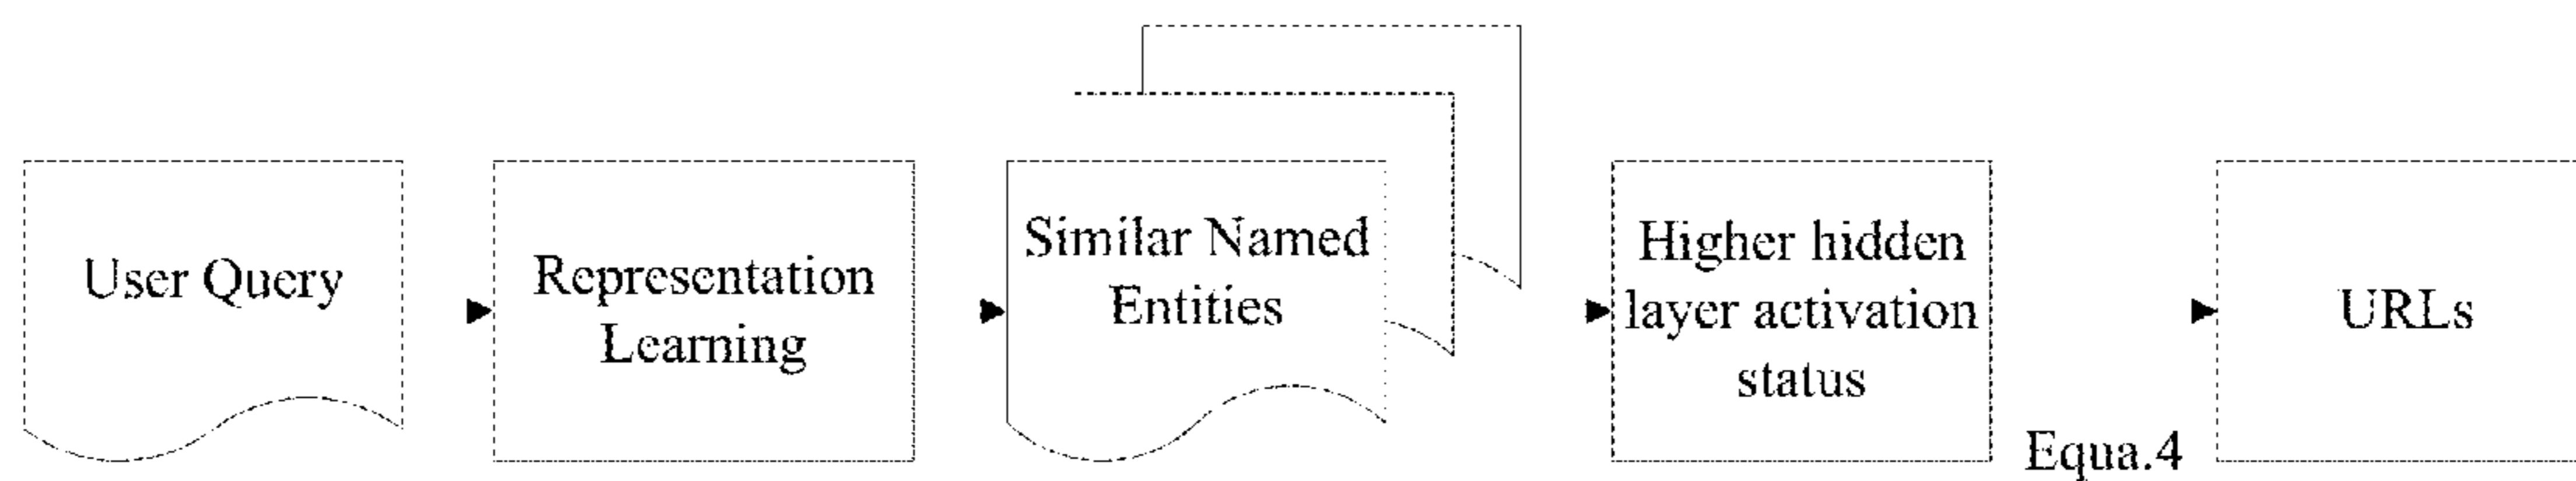 User Query
Representation
Learning
Similar Named
Entities
Higher hidden
layer activation
status
Equa.4
URLs